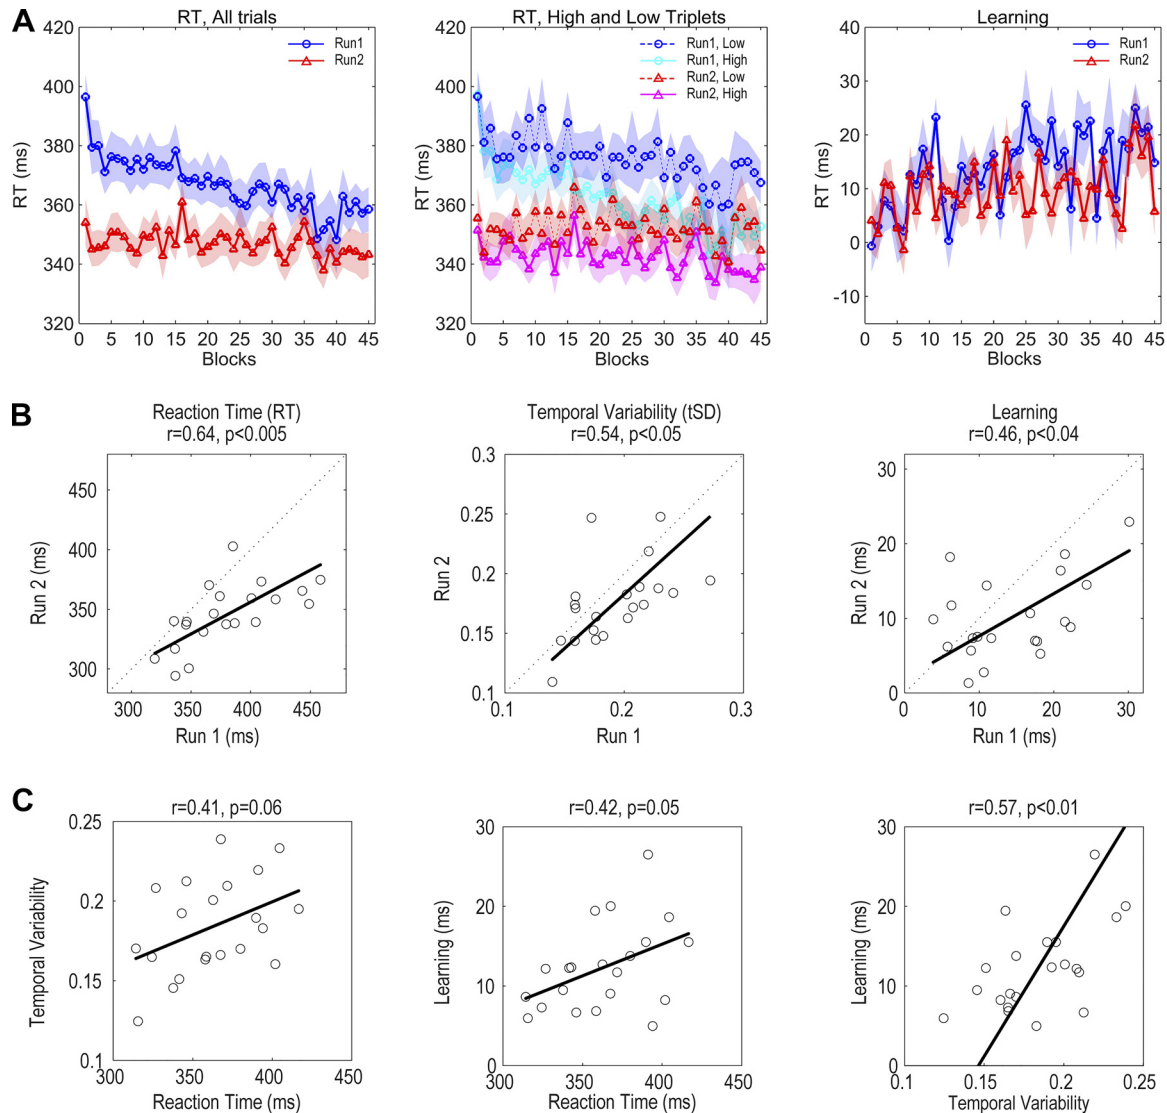 A
RT, All trials
RT, High and Low Triplets
Learning
420
400
380
360
340
320
RT (ms)
Run1
Run2
0 5 10 15 20 25 30 35 40 45
Blocks
420
400
380
360
340
320
RT (ms)
Run1, Low
Run1, High
Run2, Low
Run2, High
0 5 10 15 20 25 30 35 40 45
Blocks
40
30
20
10
0
-10
RT (ms)
Run1
Run2
0 5 10 15 20 25 30 35 40 45
Blocks
B
Reaction Time (RT)
r=0.64, p<0.005
450
400
350
300
Run 2 (ms)
300 350 400 450
Run 1 (ms)
Temporal Variability (tSD)
r=0.54, p<0.05
0.3
0.25
0.2
0.15
0.1
Run 2
0.1 0.2 0.3
Run 1
Learning
r=0.46, p<0.04
30
20
10
0
Run 2 (ms)
0 10 20 30
Run 1 (ms)
C
r=0.41, p=0.06
0.25
0.2
0.15
0.1
Temporal Variability
300 350 400 450
Reaction Time (ms)
r=0.42, p=0.05
30
20
10
0
Learning (ms)
300 350 400 450
Reaction Time (ms)
r=0.57, p<0.01
30
20
10
0
Learning (ms)
0.1 0.15 0.2 0.25
Temporal Variability